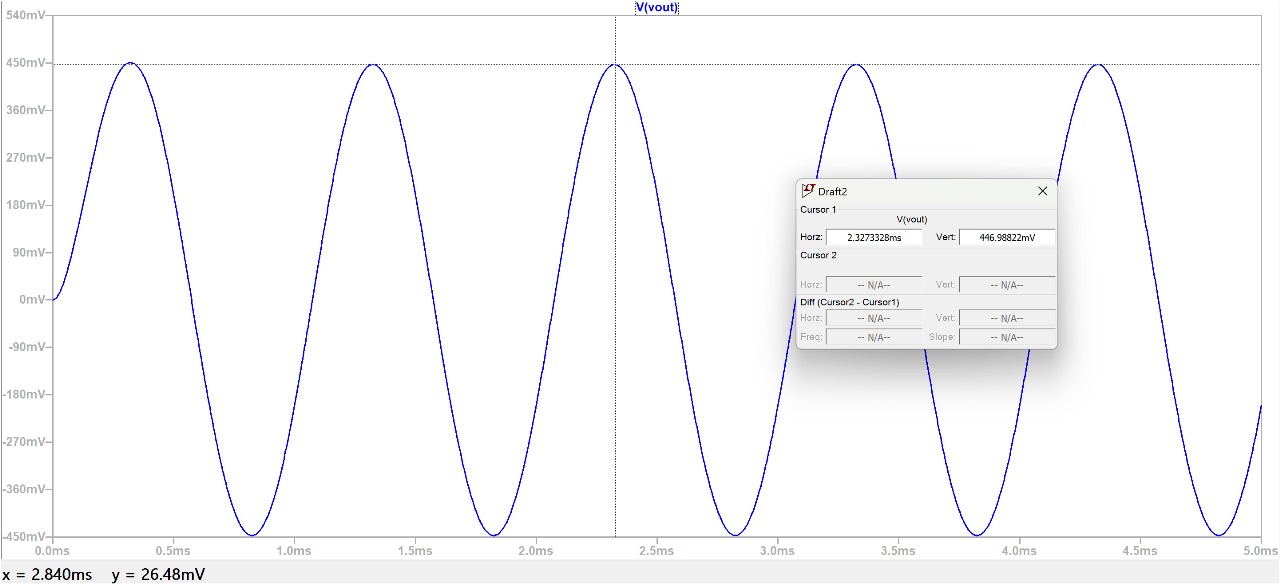 V(vout)
540mV
450mV
360mV
270mV
180mV
90mV
0mV
-90mV
-180mV
-270mV
-360mV
-450mV
0.0ms 0.5ms 1.0ms 1.5ms 2.0ms 2.5ms 3.0ms 3.5ms 4.0ms 4.5ms 5.0ms
Draft2
Cursor 1
V(vout)
Horz: 2.3273328ms Vert: 446.98822mV
Cursor 2
Horz: -- N/A-- Vert: -- N/A--
Diff (Cursor2 - Cursor1)
Horz: -- N/A-- Vert: -- N/A--
Freq: -- N/A-- Slope: -- N/A--
x = 2.840ms y = 26.48mV